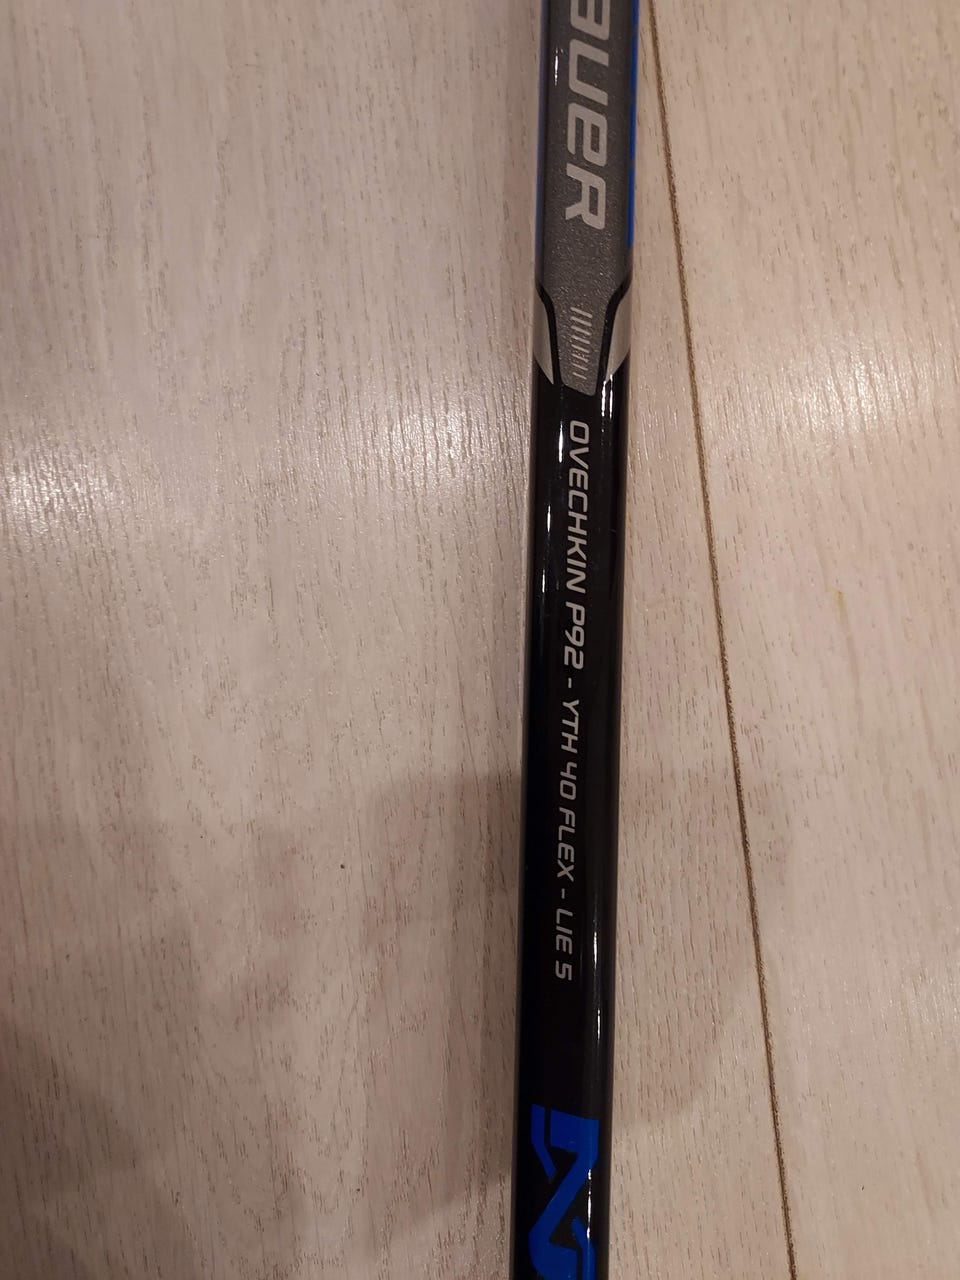 BAUER
OVECHKIN P92 - YTH 40 FLEX - LIE 5
N